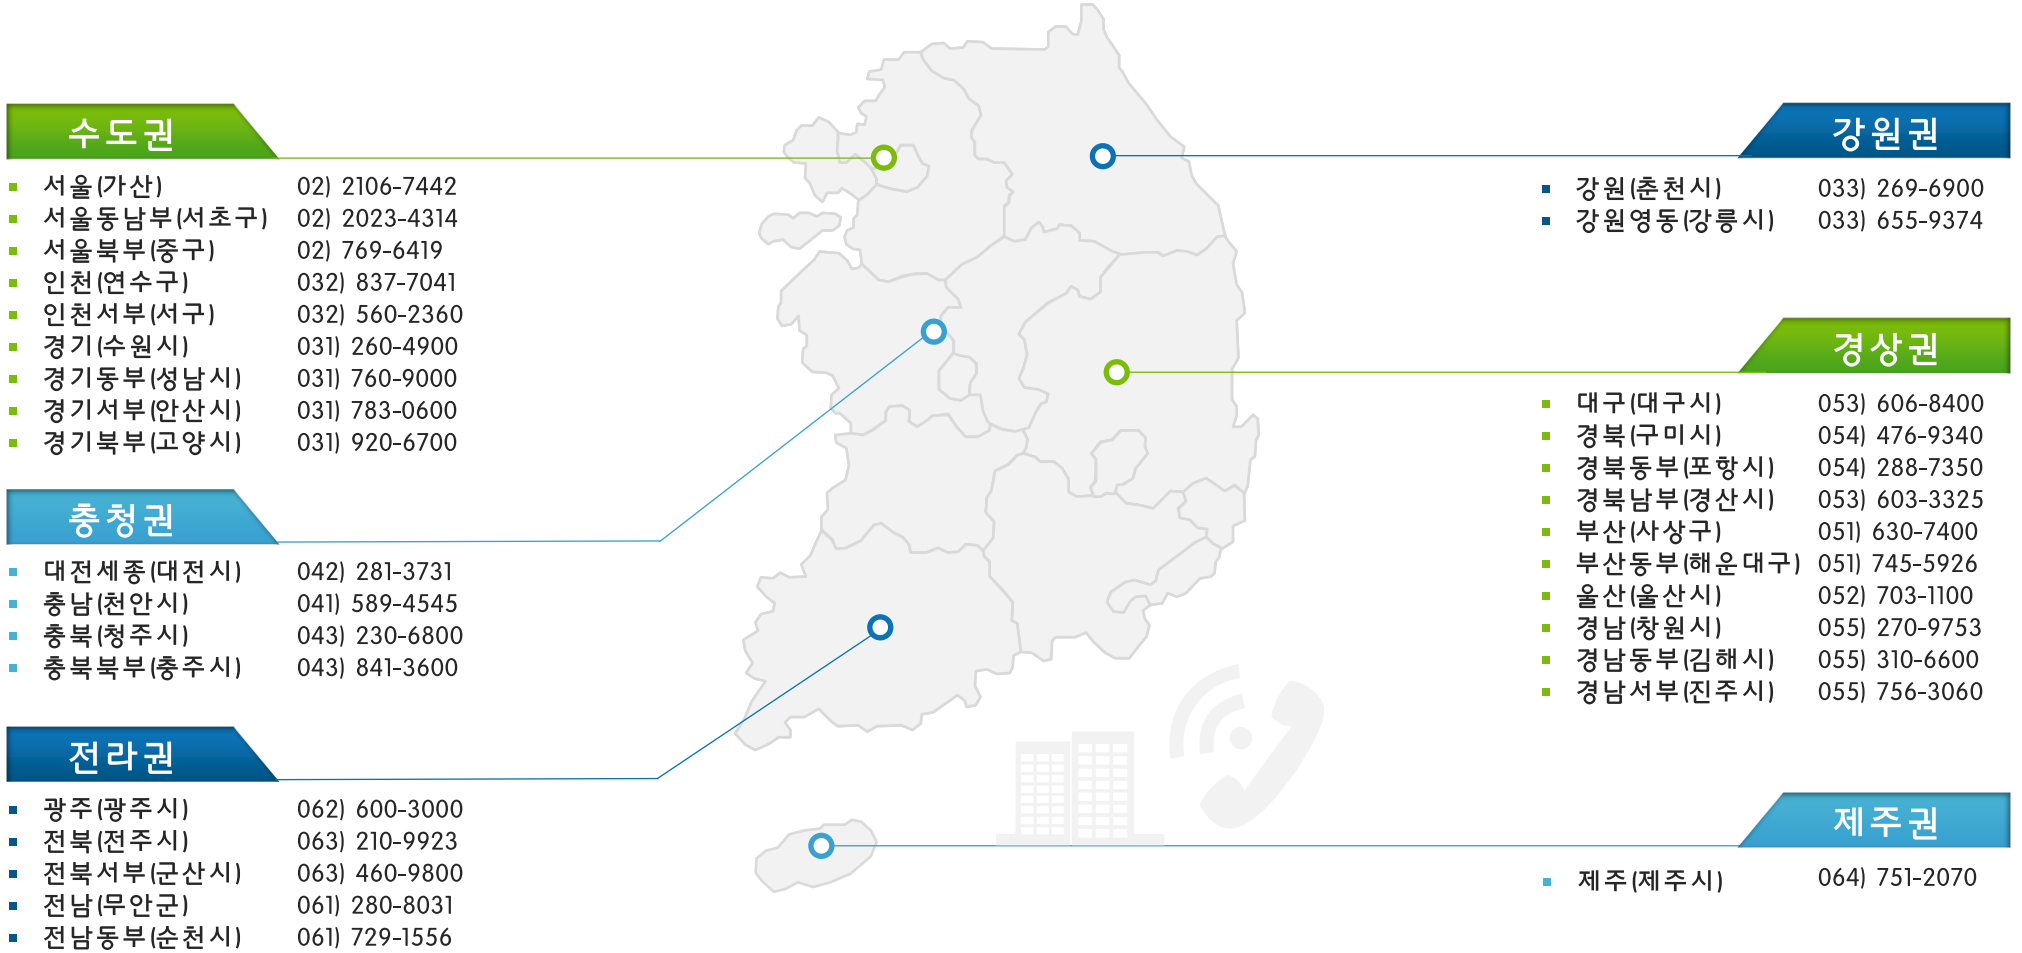 수도권
서울(가산) 02) 2106-7442
서울동남부(서초구) 02) 2023-4314
서울북부(중구) 02) 769-6419
인천(연수구) 032) 837-7041
인천서부(서구) 032) 560-2360
경기(수원시) 031) 260-4900
경기동부(성남시) 031) 760-9000
경기서부(안산시) 031) 783-0600
경기북부(고양시) 031) 920-6700
충청권
대전세종(대전시) 042) 281-3731
충남(천안시) 041) 589-4545
충북(청주시) 043) 230-6800
충북북부(충주시) 043) 841-3600
전라권
광주(광주시) 062) 600-3000
전북(전주시) 063) 210-9923
전북서부(군산시) 063) 460-9800
전남(무안군) 061) 280-8031
전남동부(순천시) 061) 729-1556
강원권
강원(춘천시) 033) 269-6900
강원영동(강릉시) 033) 655-9374
경상권
대구(대구시) 053) 606-8400
경북(구미시) 054) 476-9340
경북동부(포항시) 054) 288-7350
경북남부(경산시) 053) 603-3325
부산(사상구) 051) 630-7400
부산동부(해운대구) 051) 745-5926
울산(울산시) 052) 703-1100
경남(창원시) 055) 270-9753
경남동부(김해시) 055) 310-6600
경남서부(진주시) 055) 756-3060
제주권
제주(제주시) 064) 751-2070